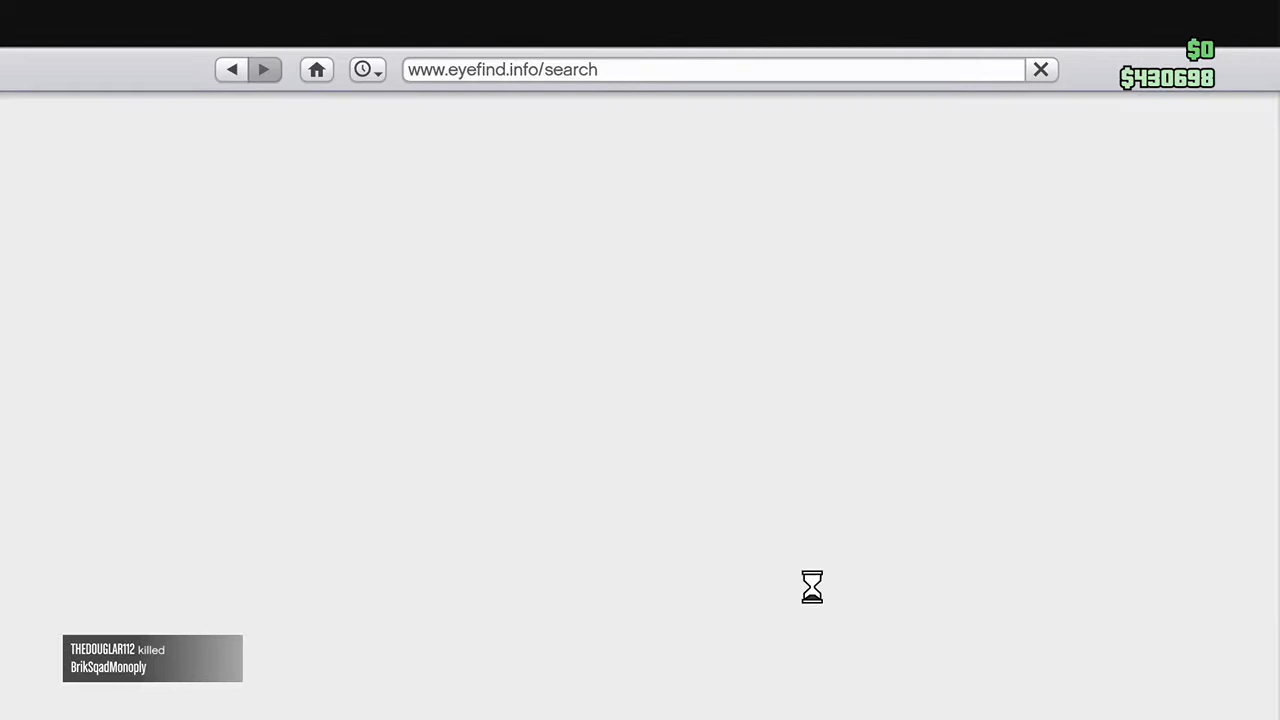 $0
www.eyefind.info/search
$430698
THEDOUGLAR112 killed
BrikSqadMonoply